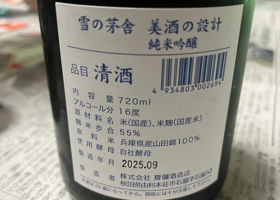 雪の茅舎 美酒の設計
純米吟醸
品目 清酒
4 934803 002694
内容量 720ml
アルコール分 16度
原材料名 米(国産)、米麹(国産米)
精米歩合 55%
原料米 兵庫県産山田錦100%
使用酵母 自社酵母
製造年月 2025.09
製造者 株式会社 齋彌酒造店
秋田県由利本荘市石脇字石脇53